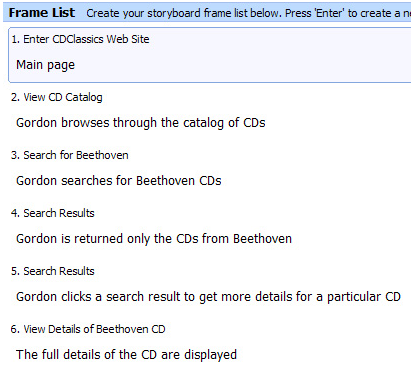 Frame List Create your storyboard frame list below. Press 'Enter' to create a
1. Enter CDClassics Web Site
Main page
2. View CD Catalog
Gordon browses through the catalog of CDs
3. Search for Beethoven
Gordon searches for Beethoven CDs
4. Search Results
Gordon is returned only the CDs from Beethoven
5. Search Results
Gordon clicks a search result to get more details for a particular CD
6. View Details of Beethoven CD
The full details of the CD are displayed